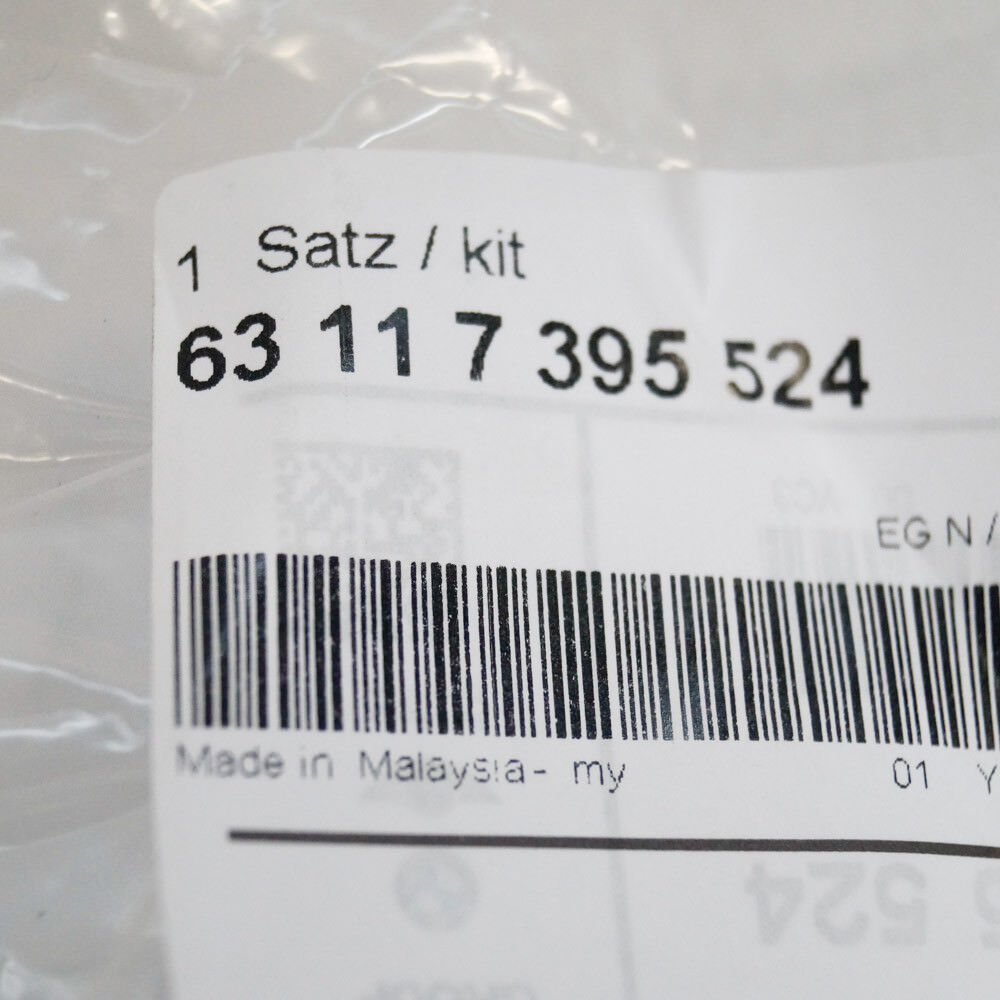 1 Satz / kit
63 11 7 395 524
EG N /
Made in Malaysia- my 01 Y
524